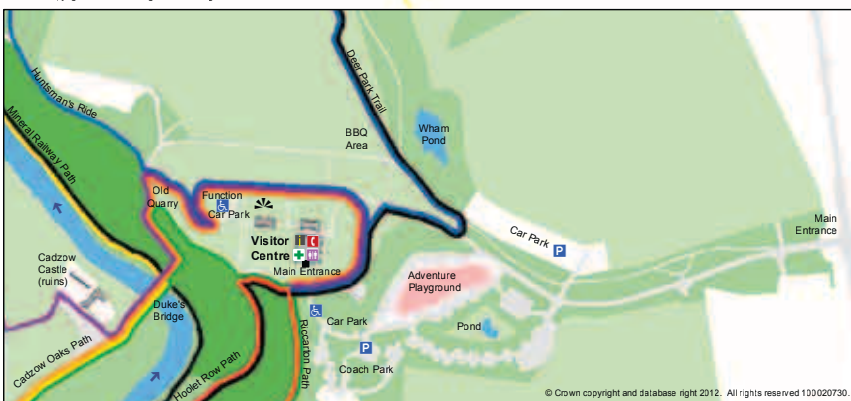 Huntsman's Ride
Mineral Railway Path
Deer Park Trail
BBQ
Area
Wham
Pond
Old
Quarry
Function
Car Park
Visitor
Centre
Main Entrance
Car Park
P
Main
Entrance
Cadzow
Castle
(ruins)
Adventure
Playground
Duke's
Bridge
Car Park
Pond
Riccarton Path
P
Coach Park
Cadzow Oaks Path
Hoolet Row Path
© Crown copyright and database right 2012. All rights reserved 100020730.